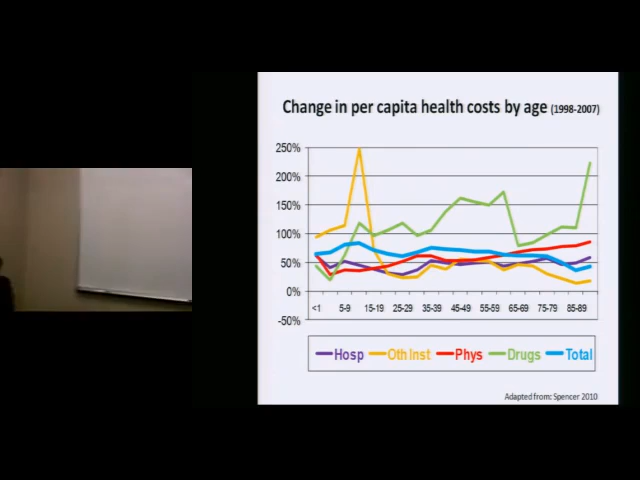 Change in per capita health costs by age (1998-2007)
250%
200%
150%
100%
50%
0%
-50%
<1 5-9 15-19 25-29 35-39 45-49 55-59 65-69 75-79 85-89
Hosp Oth Inst Phys Drugs Total
Adapted from: Spencer 2010